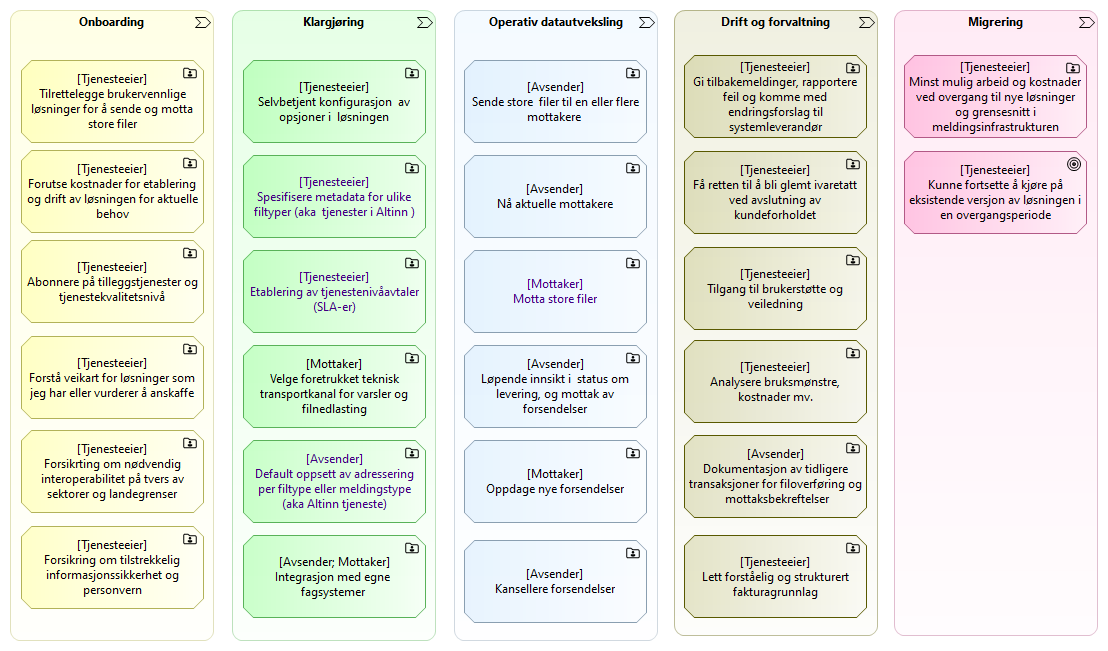 Onboarding
[Tjenesteeier]
Tilrettelegge brukervennlige
løsninger for å sende og motta
store filer
[Tjenesteeier]
Forutse kostnader for etablering
og drift av løsningen for aktuelle
behov
[Tjenesteeier]
Abonnere på tilleggstjenester og
tjenestekvalitetsnivå
[Tjenesteeier]
Forstå veikart for løsninger som
jeg har eller vurderer å anskaffe
[Tjenesteeier]
Forsikrting om nødvendig
interoperabilitet på tvers av
sektorer og landegrenser
[Tjenesteeier]
Forsikring om tilstrekkelig
informasjonssikkerhet og
personvern
Klargjøring
[Tjenesteeier]
Selvbetjent konfigurasjon av
opsjoner i løsningen
[Tjenesteeier]
Spesifisere metadata for ulike
filtyper (aka tjenester i Altinn )
[Tjenesteeier]
Etablering av tjenestenivåavtaler
(SLA-er)
[Mottaker]
Velge foretrukket teknisk
transportkanal for varsler og
filnedlasting
[Avsender]
Default oppsett av adressering
per filtype eller meldingstype
(aka Altinn tjeneste)
[Avsender; Mottaker]
Integrasjon med egne
fagsystemer
Operativ datautveksling
[Avsender]
Sende store filer til en eller flere
mottakere
[Avsender]
Nå aktuelle mottakere
[Mottaker]
Motta store filer
[Avsender]
Løpende innsikt i status om
levering, og mottak av
forsendelser
[Mottaker]
Oppdage nye forsendelser
[Avsender]
Kansellere forsendelser
Drift og forvaltning
[Tjenesteeier]
Gi tilbakemeldinger, rapportere
feil og komme med
endringsforslag til
systemleverandør
[Tjenesteeier]
Få retten til å bli glemt ivaretatt
ved avslutning av
kundeforholdet
[Tjenesteeier]
Tilgang til brukerstøtte og
veiledning
[Tjenesteeier]
Analysere bruksmønstre,
kostnader mv.
[Avsender]
Dokumentasjon av tidligere
transaksjoner for filoverføring og
mottaksbekreftelser
[Tjenesteeier]
Lett forståelig og strukturert
fakturagrunnlag
Migrering
[Tjenesteeier]
Minst mulig arbeid og kostnader
ved overgang til nye løsninger
og grensesnitt i
meldingsinfrastrukturen
[Tjenesteeier]
Kunne fortsette å kjøre på
eksistende versjon av løsningen i
en overgangsperiode